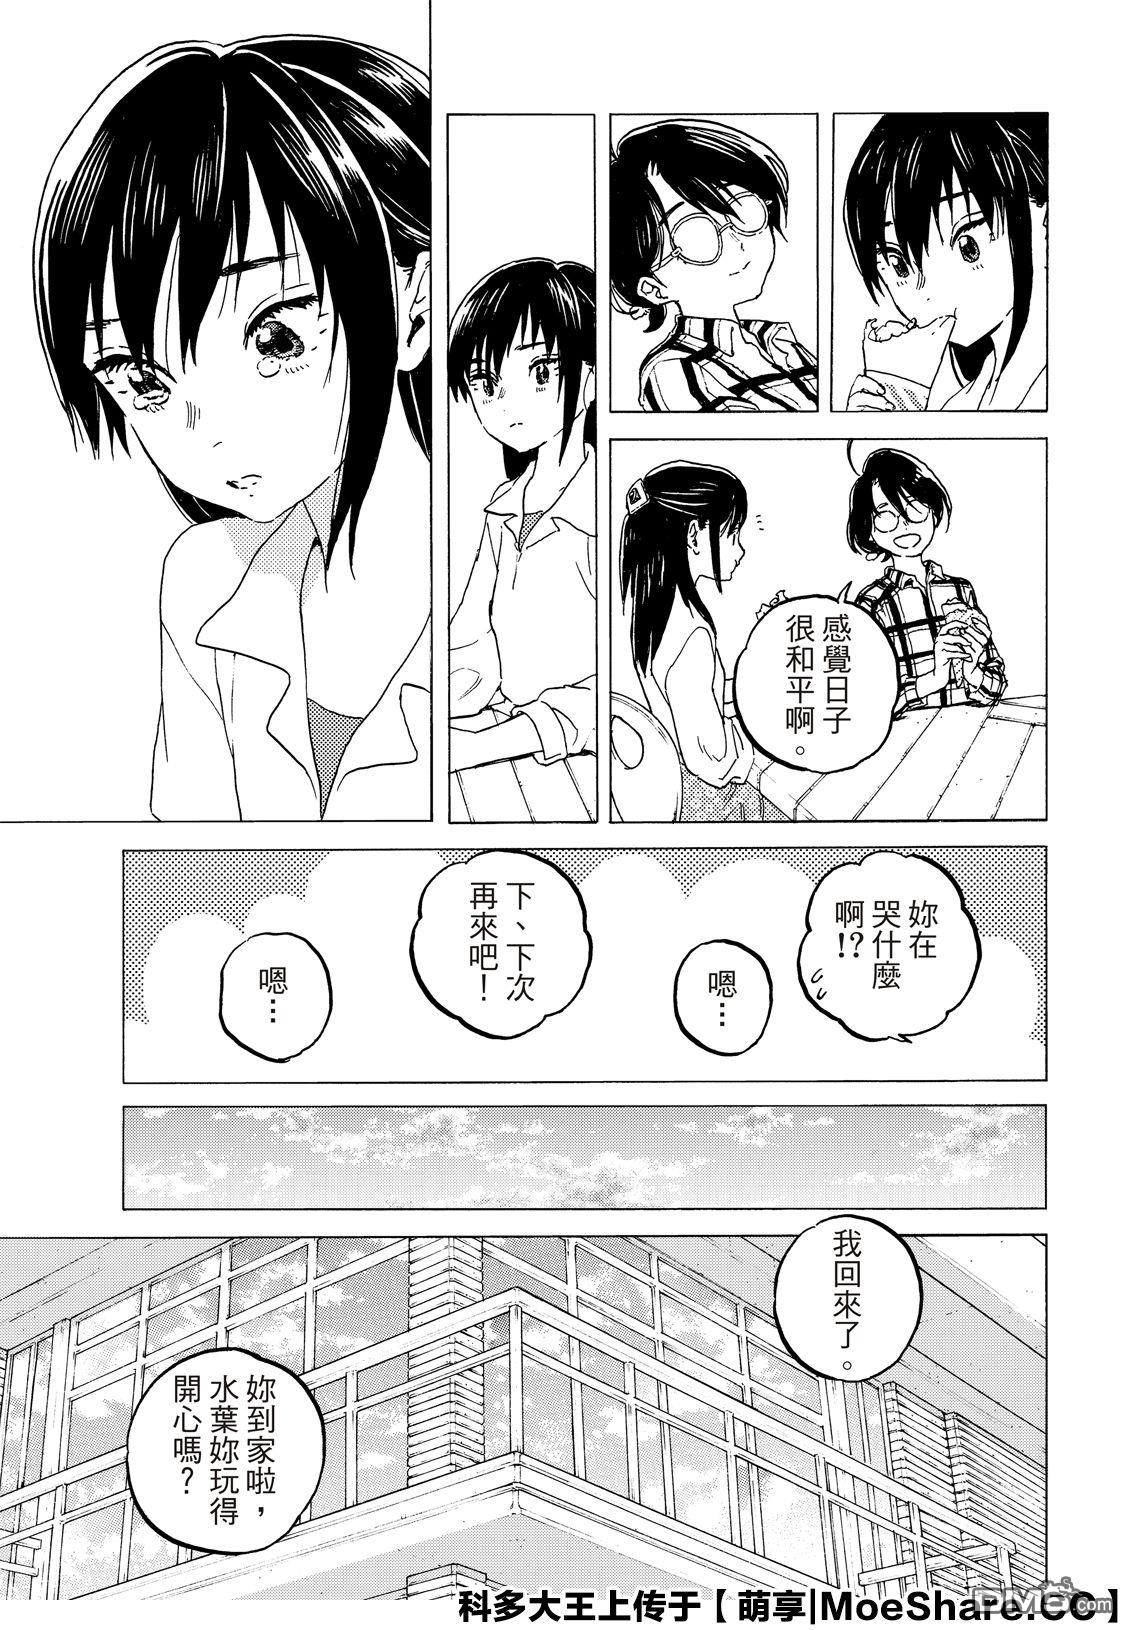 感覺日子
很和平啊。
妳在
哭什麼
啊!?
嗯…
下、下次
再來吧！
嗯…
我回來了。
妳到家啦，
水葉妳玩得
開心嗎？
科多大王上传于【萌享|MoeShare.CC】